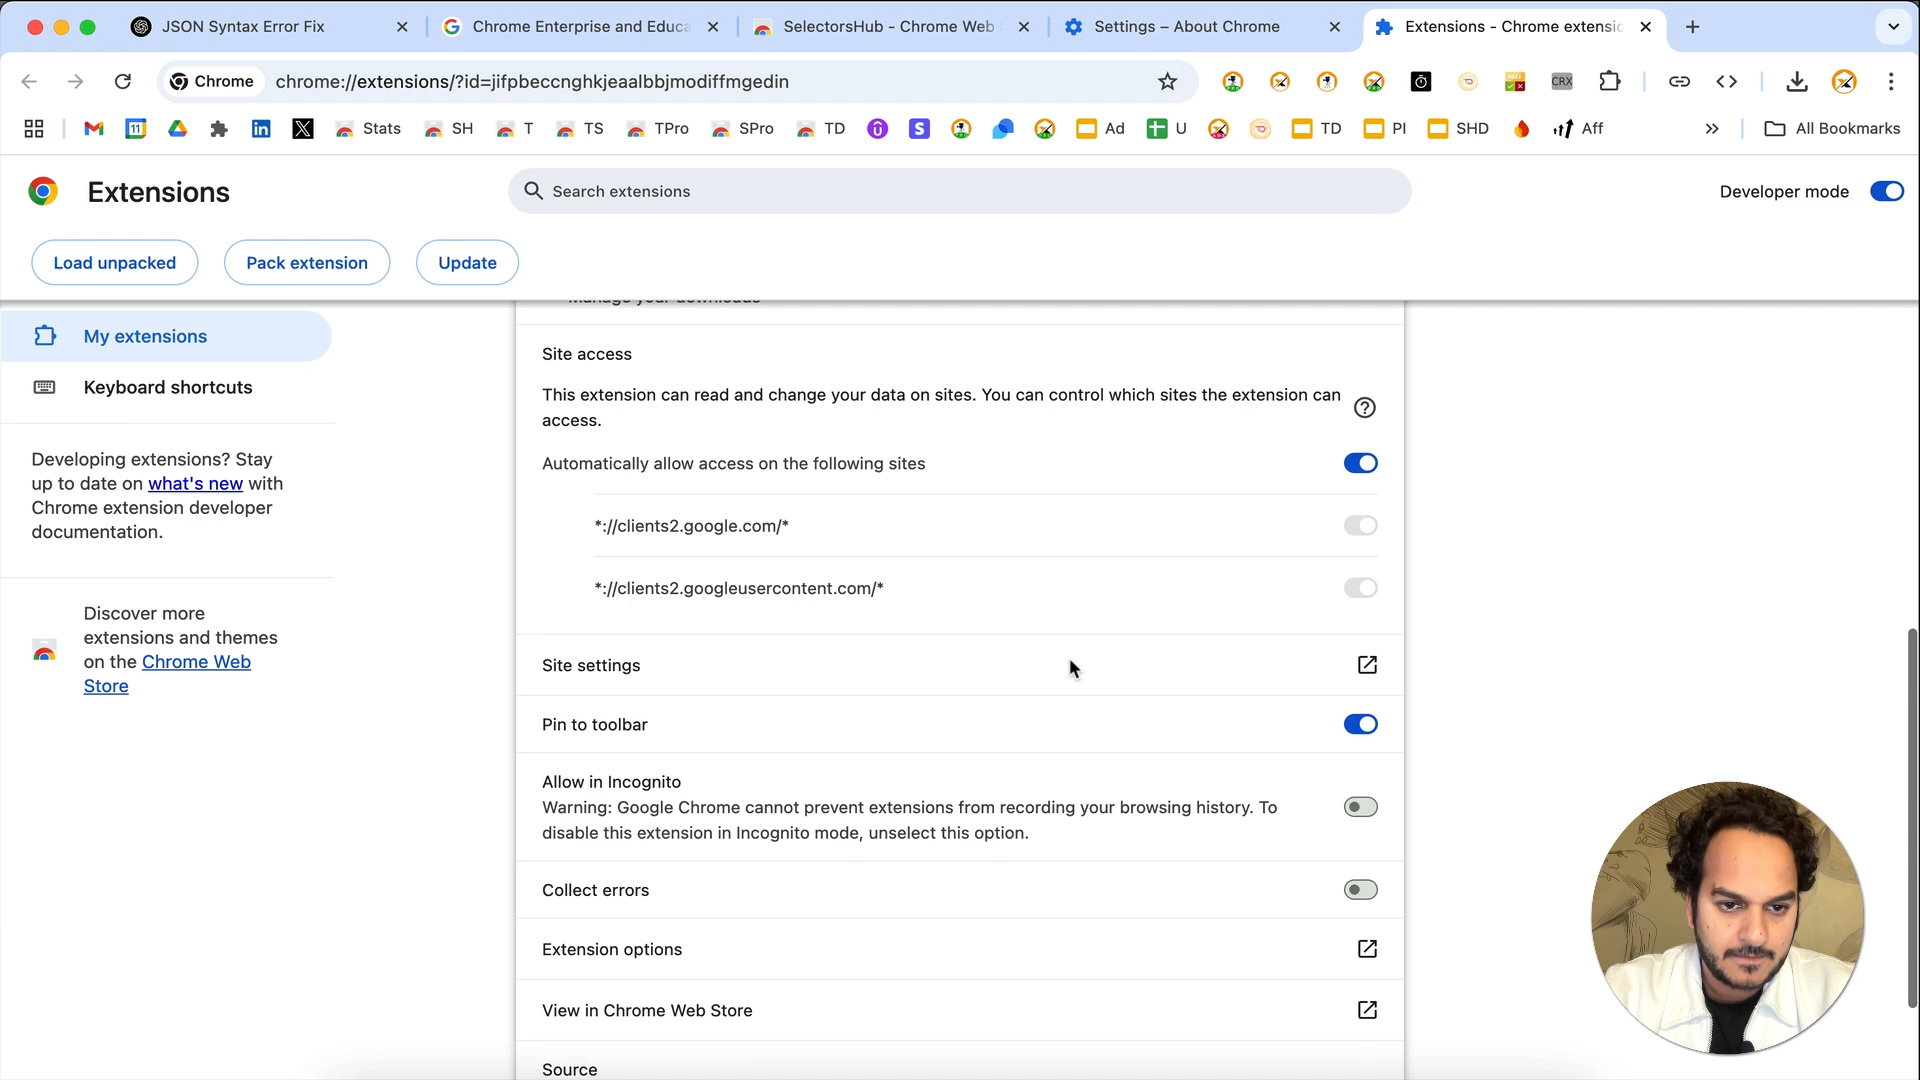 JSON Syntax Error Fix
Chrome Enterprise and Educa
SelectorsHub - Chrome Web
Settings – About Chrome
Extensions - Chrome extensio
Chrome
chrome://extensions/?id=jifpbeccnghkjeaalbbjmodiffmgedin
CRX
11
Stats
SH
T
TS
TPro
SPro
TD
Ad
U
TD
PI
SHD
Aff
All Bookmarks
Extensions
Search extensions
Developer mode
Load unpacked
Pack extension
Update
Manage your downloads
My extensions
Keyboard shortcuts
Developing extensions? Stay
up to date on what's new with
Chrome extension developer
documentation.
Discover more
extensions and themes
on the Chrome Web
Store
Site access
This extension can read and change your data on sites. You can control which sites the extension can
access.
Automatically allow access on the following sites
*://clients2.google.com/*
*://clients2.googleusercontent.com/*
Site settings
Pin to toolbar
Allow in Incognito
Warning: Google Chrome cannot prevent extensions from recording your browsing history. To
disable this extension in Incognito mode, unselect this option.
Collect errors
Extension options
View in Chrome Web Store
Source